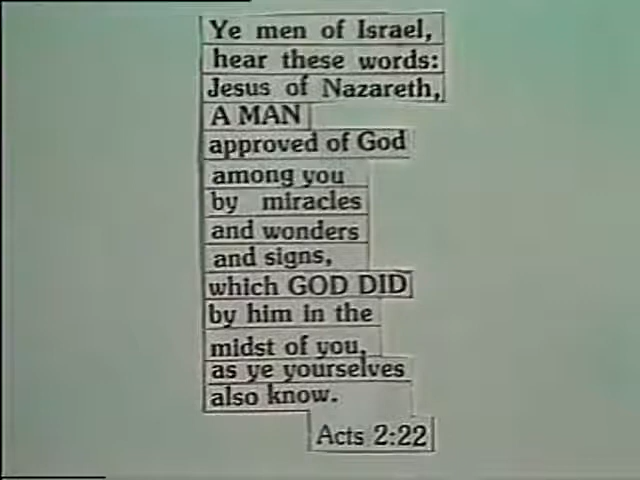 Ye men of Israel,
hear these words:
Jesus of Nazareth,
A MAN
approved of God
among you
by miracles
and wonders
and signs,
which GOD DID
by him in the
midst of you,
as ye yourselves
also know.
Acts 2:22